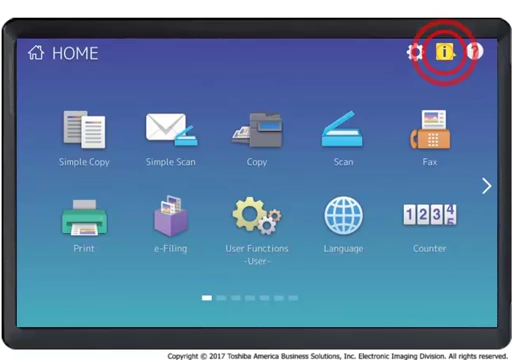 HOME
i ?
Simple Copy Simple Scan Copy Scan Fax
1234
Print e-Filing User Functions Language Counter
-User-
Copyright © 2017 Toshiba America Business Solutions, Inc. Electronic Imaging Division. All rights reserved.